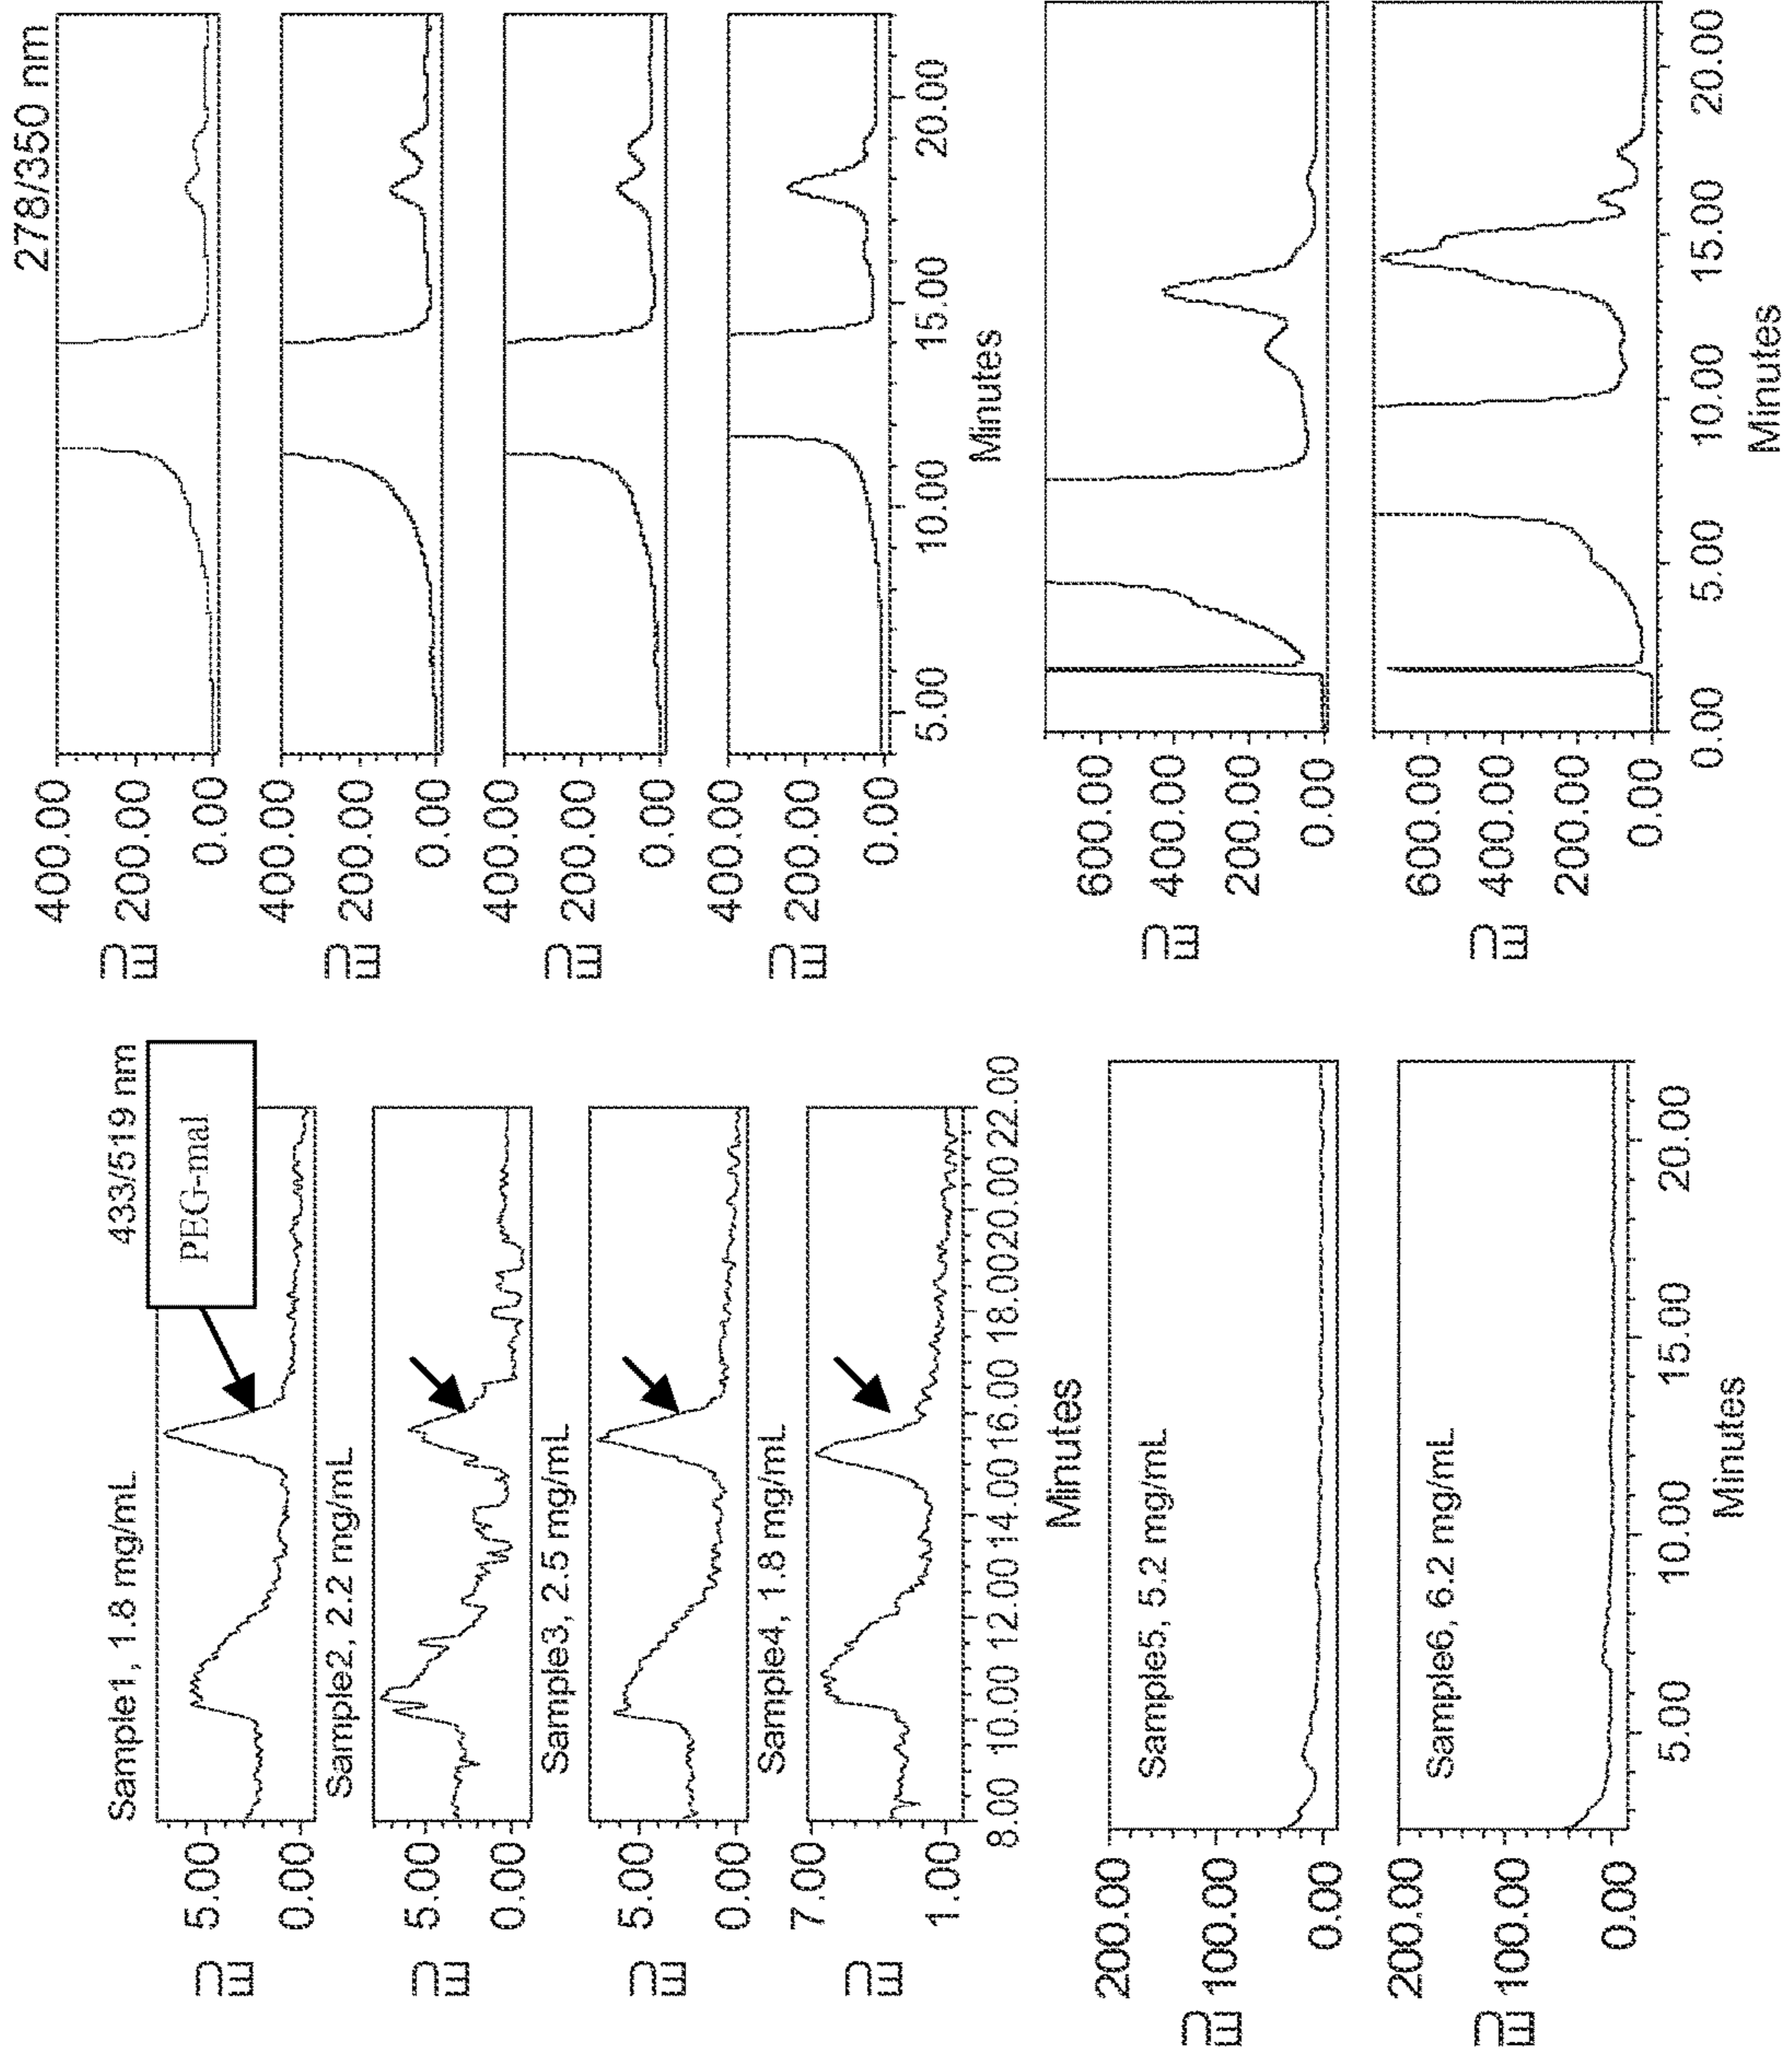 433/519 nm
278/350 nm
Sample1, 1.8 mg/mL
PEG-mal
EU
5.00
0.00
EU
400.00
200.00
0.00
Sample2, 2.2 mg/mL
EU
5.00
0.00
EU
400.00
200.00
0.00
Sample3, 2.5 mg/mL
EU
5.00
0.00
EU
400.00
200.00
0.00
Sample4, 1.8 mg/mL
EU
7.00
1.00
8.00 10.00 12.00 14.00 16.00 18.00 20.00 22.00
Minutes
EU
200.00
0.00
5.00 10.00 15.00 20.00
Minutes
Sample5, 5.2 mg/mL
EU
200.00
100.00
0.00
EU
600.00
400.00
200.00
0.00
Sample6, 6.2 mg/mL
EU
200.00
100.00
0.00
5.00 10.00 15.00 20.00
Minutes
EU
600.00
400.00
200.00
0.00
0.00 5.00 10.00 15.00 20.00
Minutes